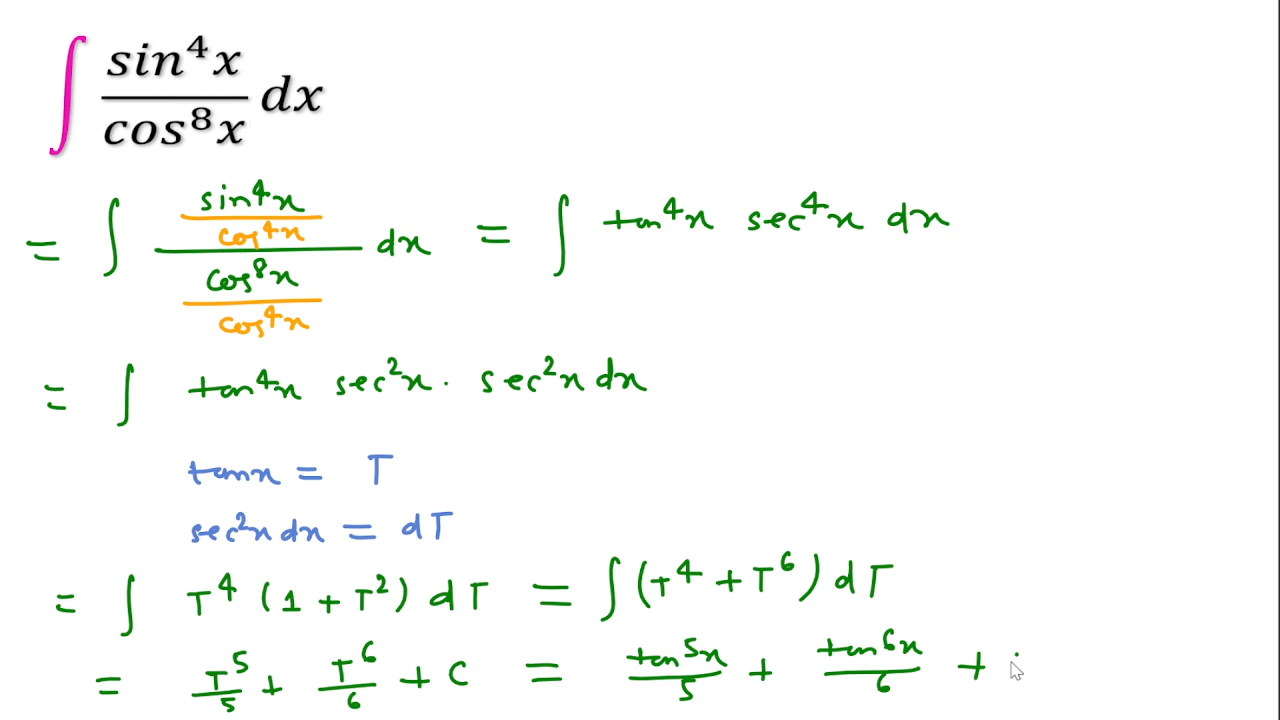 ∫ sin⁴x / cos⁸x dx
= ∫ (sin⁴x / cos⁴x) / (cos⁸x / cos⁴x) dx = ∫ tan⁴x sec⁴x dx
= ∫ tan⁴x sec²x · sec²x dx
tanx = T
sec²x dx = dT
= ∫ T⁴ (1 + T²) dT = ∫ (T⁴ + T⁶) dT
= T⁵/5 + T⁶/6 + C = tan⁵x/5 + tan⁶x/6 +